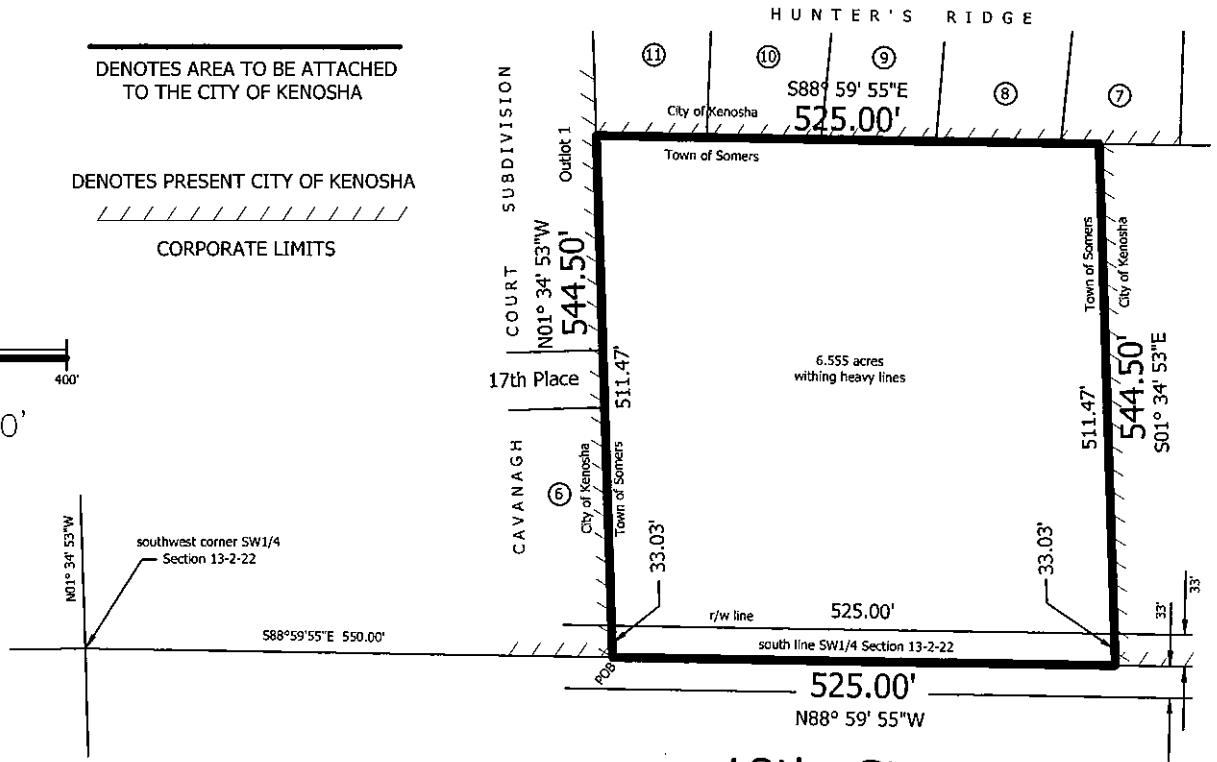 HUNTER'S RIDGE
DENOTES AREA TO BE ATTACHED
TO THE CITY OF KENOSHA
DENOTES PRESENT CITY OF KENOSHA
CORPORATE LIMITS
400'
0'
11
10
9
8
7
S88° 59' 55"E
525.00'
City of Kenosha
Town of Somers
CAVANAGH COURT SUBDIVISION
Outlot 1
N01° 34' 53"W
544.50'
511.47'
17th Place
6
City of Kenosha
Town of Somers
6.555 acres
withing heavy lines
Town of Somers
City of Kenosha
511.47'
544.50'
S01° 34' 53"E
33.03'
33.03'
N01° 34' 53"W
southwest corner SW1/4
Section 13-2-22
S88°59'55"E 550.00'
r/w line
525.00'
south line SW1/4 Section 13-2-22
33'
33'
POB
525.00'
N88° 59' 55"W